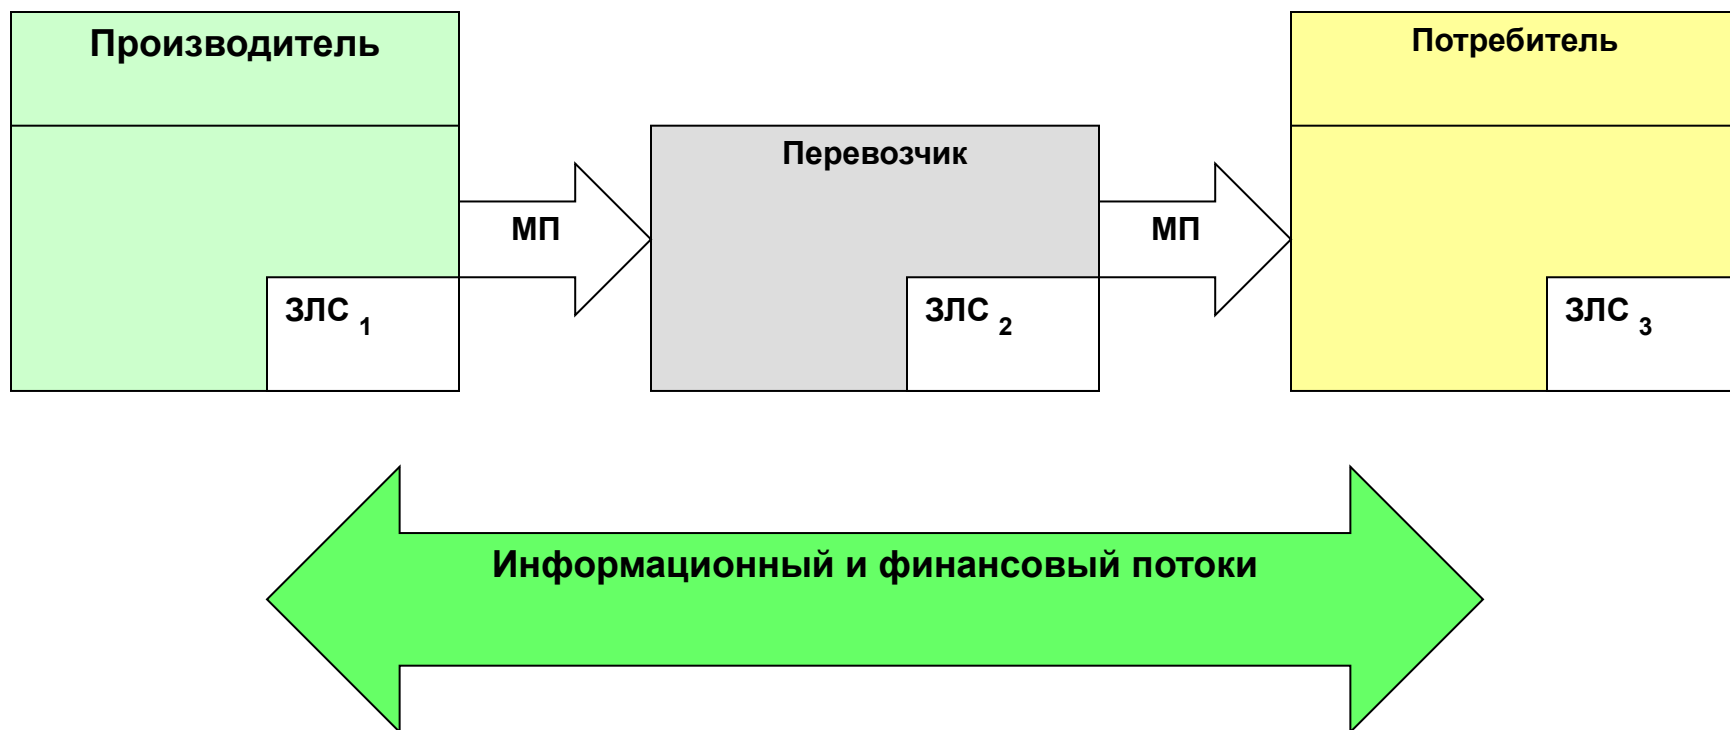 Производитель
Потребитель
Перевозчик
МП
МП
ЗЛС 1
ЗЛС 2
ЗЛС 3
Информационный и финансовый потоки